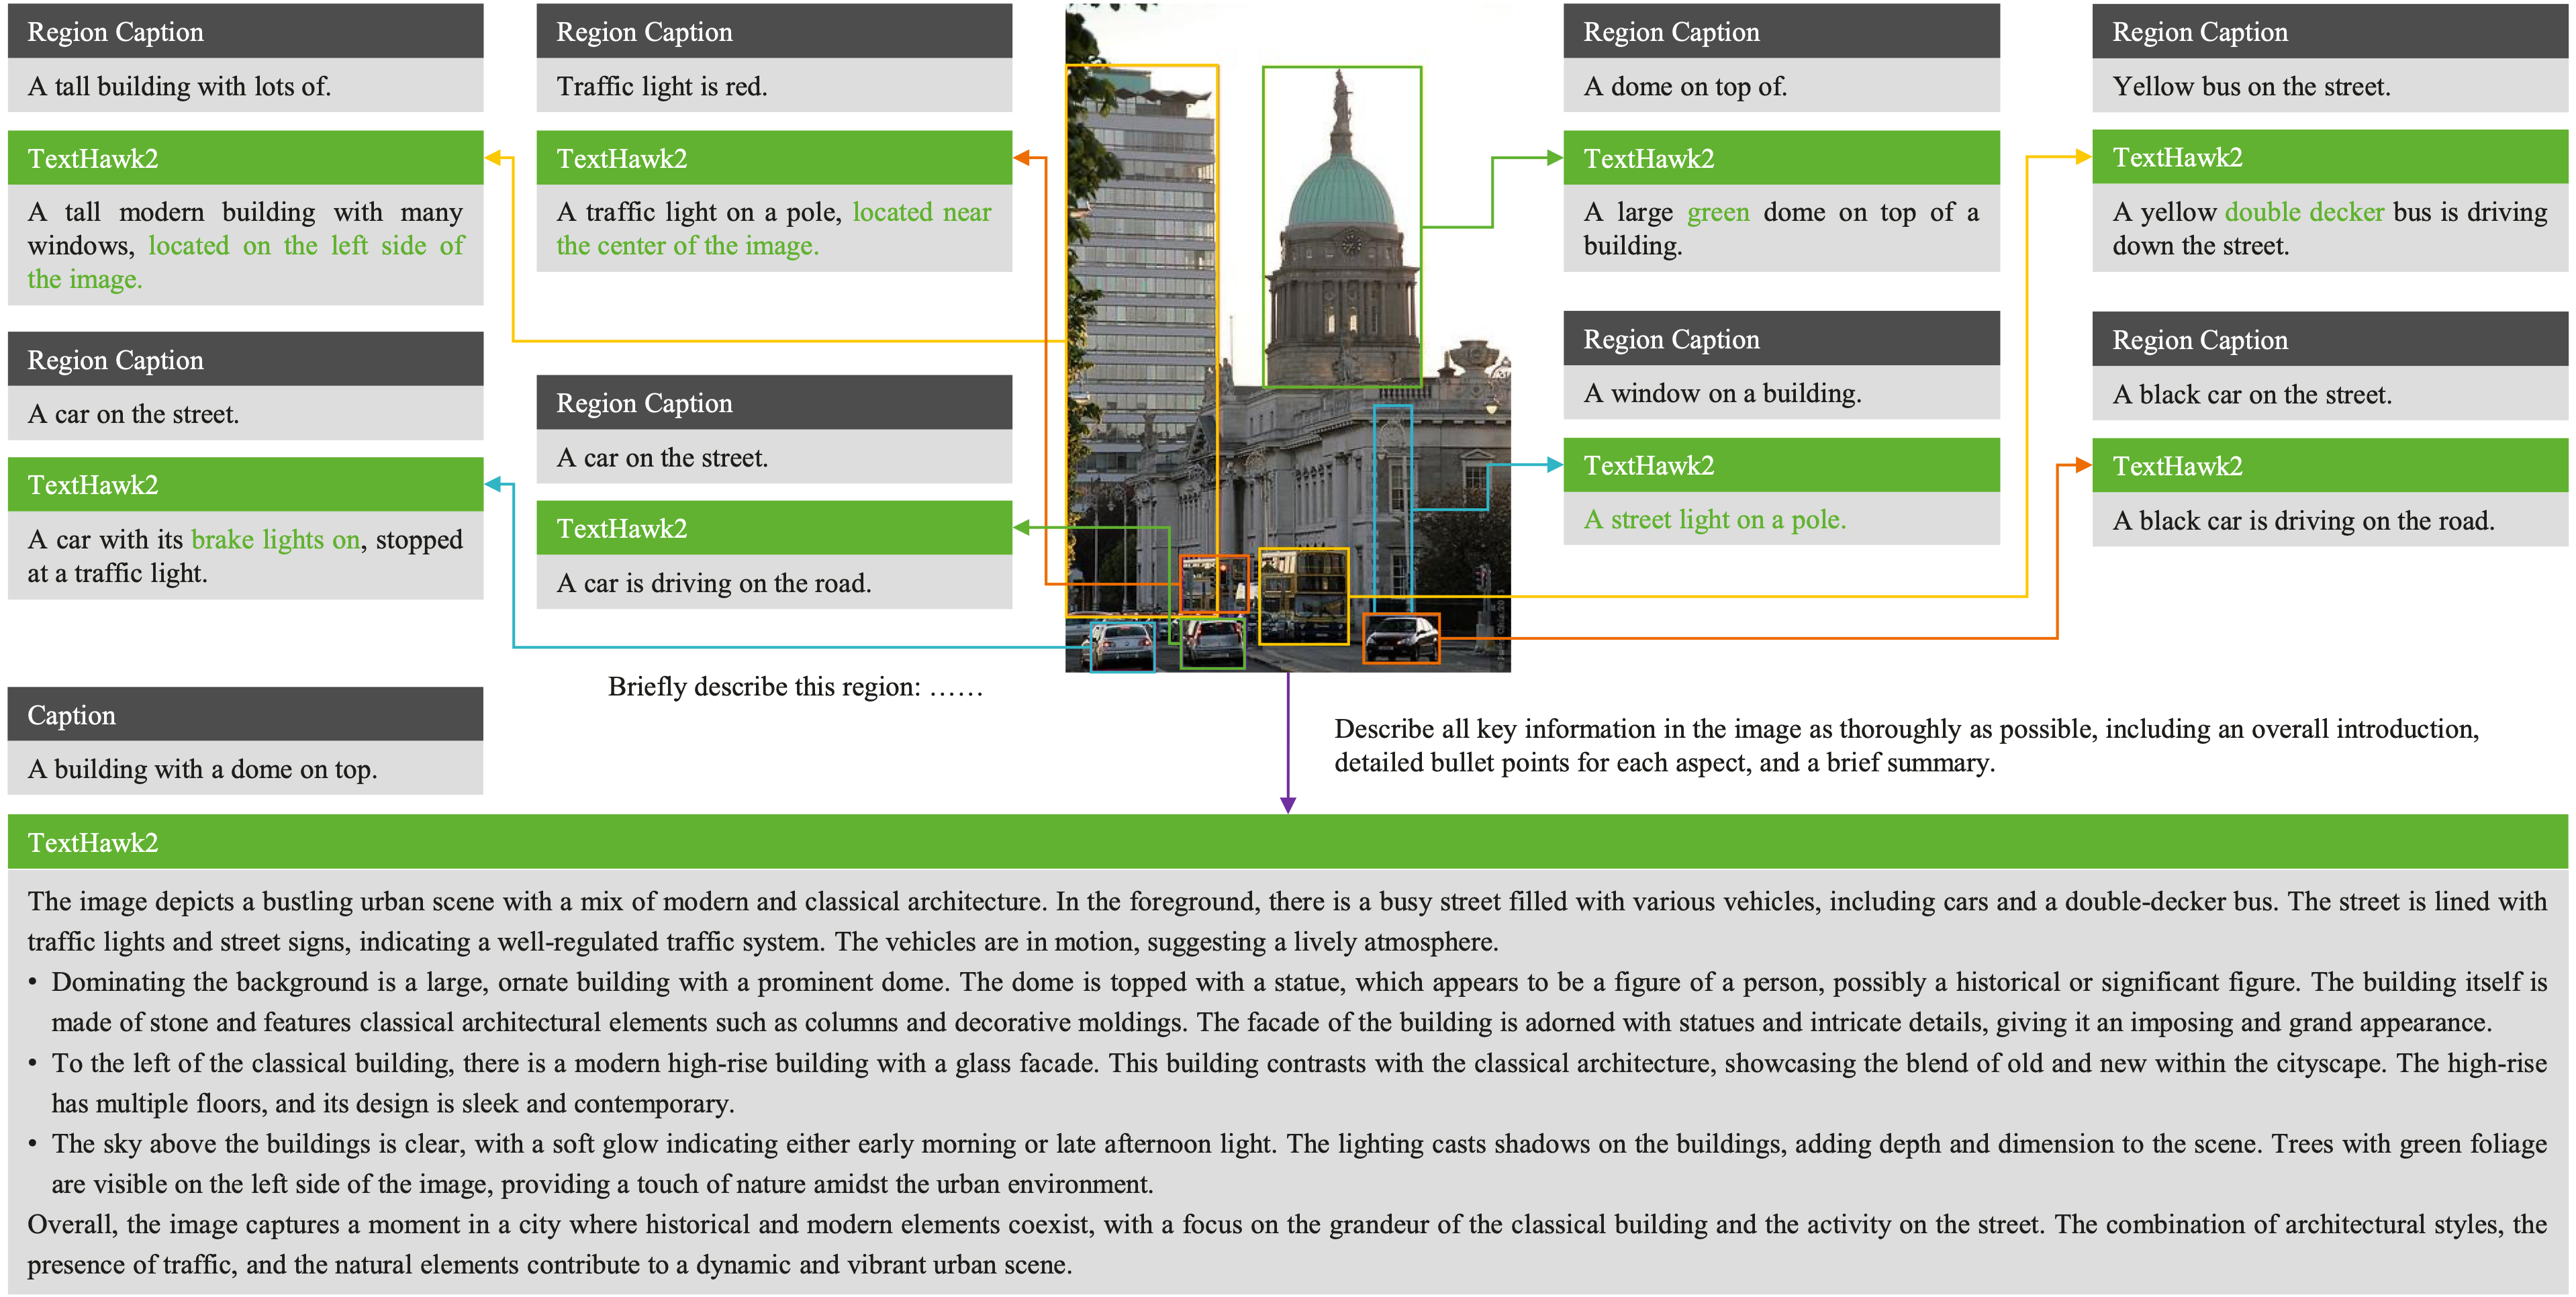 Region Caption
A tall building with lots of.
TextHawk2
A tall modern building with many
windows, located on the left side of
the image.
Region Caption
A car on the street.
TextHawk2
A car with its brake lights on, stopped
at a traffic light.
Region Caption
Traffic light is red.
TextHawk2
A traffic light on a pole, located near
the center of the image.
Region Caption
A car on the street.
TextHawk2
A car is driving on the road.
Region Caption
A dome on top of.
TextHawk2
A large green dome on top of a
building.
Region Caption
A window on a building.
TextHawk2
A street light on a pole.
Region Caption
Yellow bus on the street.
TextHawk2
A yellow double decker bus is driving
down the street.
Region Caption
A black car on the street.
TextHawk2
A black car is driving on the road.
Briefly describe this region: ……
Caption
A building with a dome on top.
Describe all key information in the image as thoroughly as possible, including an overall introduction,
detailed bullet points for each aspect, and a brief summary.
TextHawk2
The image depicts a bustling urban scene with a mix of modern and classical architecture. In the foreground, there is a busy street filled with various vehicles, including cars and a double-decker bus. The street is lined with
traffic lights and street signs, indicating a well-regulated traffic system. The vehicles are in motion, suggesting a lively atmosphere.
• Dominating the background is a large, ornate building with a prominent dome. The dome is topped with a statue, which appears to be a figure of a person, possibly a historical or significant figure. The building itself is
made of stone and features classical architectural elements such as columns and decorative moldings. The facade of the building is adorned with statues and intricate details, giving it an imposing and grand appearance.
• To the left of the classical building, there is a modern high-rise building with a glass facade. This building contrasts with the classical architecture, showcasing the blend of old and new within the cityscape. The high-rise
has multiple floors, and its design is sleek and contemporary.
• The sky above the buildings is clear, with a soft glow indicating either early morning or late afternoon light. The lighting casts shadows on the buildings, adding depth and dimension to the scene. Trees with green foliage
are visible on the left side of the image, providing a touch of nature amidst the urban environment.
Overall, the image captures a moment in a city where historical and modern elements coexist, with a focus on the grandeur of the classical building and the activity on the street. The combination of architectural styles, the
presence of traffic, and the natural elements contribute to a dynamic and vibrant urban scene.